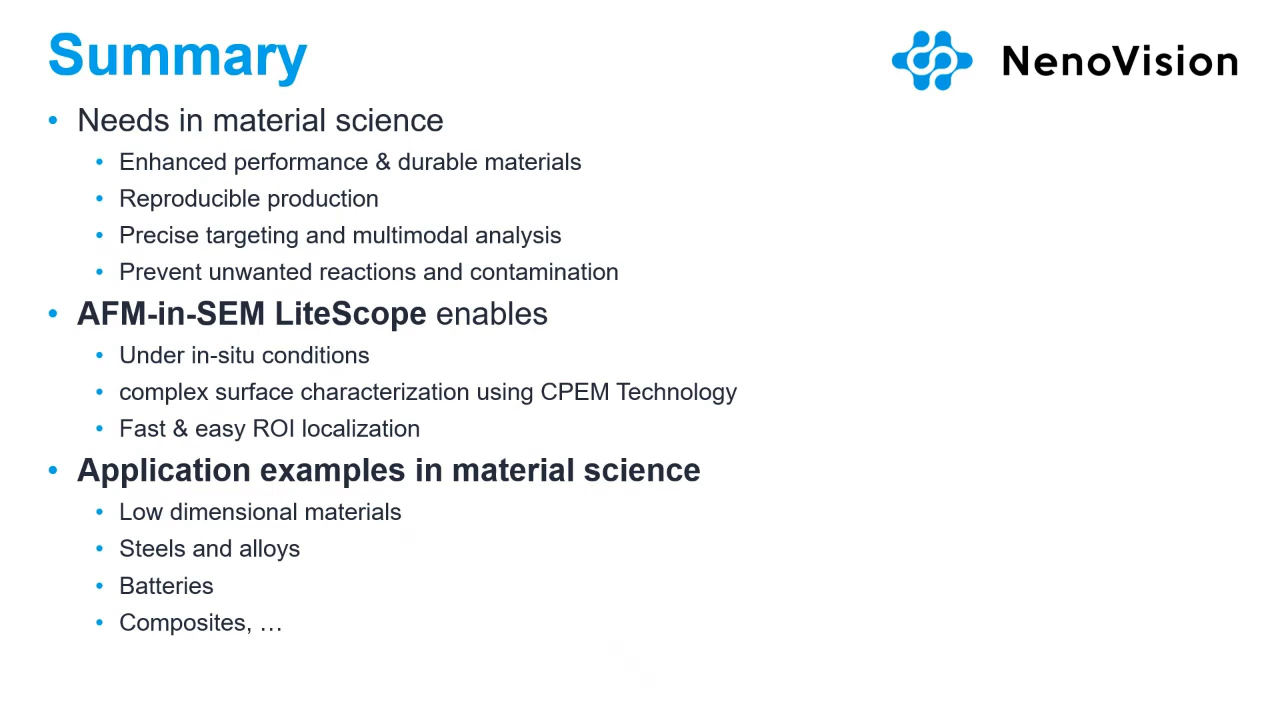 Summary
NenoVision
• Needs in material science
• Enhanced performance & durable materials
• Reproducible production
• Precise targeting and multimodal analysis
• Prevent unwanted reactions and contamination
• AFM-in-SEM LiteScope enables
• Under in-situ conditions
• complex surface characterization using CPEM Technology
• Fast & easy ROI localization
• Application examples in material science
• Low dimensional materials
• Steels and alloys
• Batteries
• Composites, …